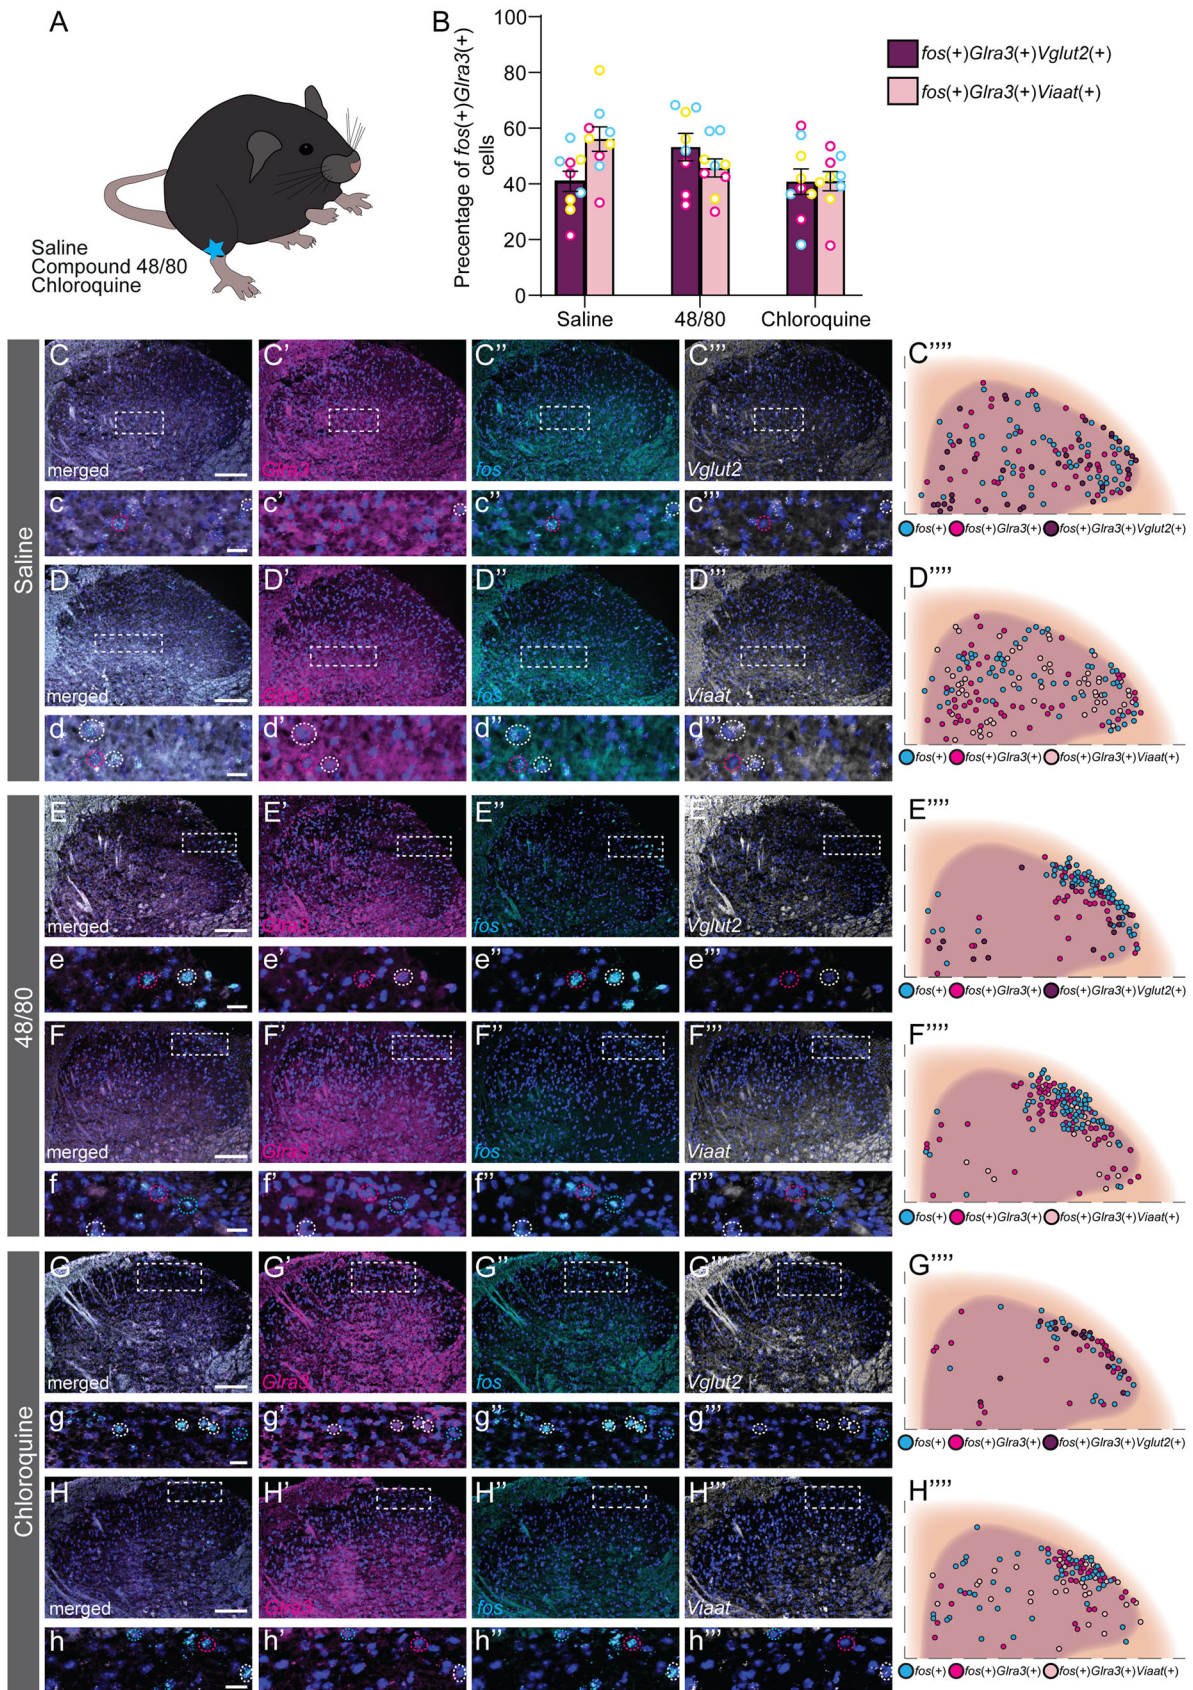 A
Saline
Compound 48/80
Chloroquine
B
Precentage of fos(+)Glra3(+)
cells
100
80
60
40
20
0
Saline
48/80
Chloroquine
fos(+)Glra3(+)Vglut2(+)
fos(+)Glra3(+)Viaat(+)
Saline
C
merged
C’
Glra3
C’’
fos
C’’’
Vglut2
C’’’’
c
c’
c’’
c’’’
fos(+) fos(+)Glra3(+) fos(+)Glra3(+)Vglut2(+)
D
merged
D’
Glra3
D’’
fos
D’’’
Viaat
D’’’’
d
d’
d’’
d’’’
fos(+) fos(+)Glra3(+) fos(+)Glra3(+)Viaat(+)
48/80
E
merged
E’
Glra3
E’’
fos
E’’’
Vglut2
E’’’’
e
e’
e’’
e’’’
fos(+) fos(+)Glra3(+) fos(+)Glra3(+)Vglut2(+)
F
merged
F’
Glra3
F’’
fos
F’’’
Viaat
F’’’’
f
f’
f’’
f’’’
fos(+) fos(+)Glra3(+) fos(+)Glra3(+)Viaat(+)
Chloroquine
G
merged
G’
Glra3
G’’
fos
G’’’
Vglut2
G’’’’
g
g’
g’’
g’’’
fos(+) fos(+)Glra3(+) fos(+)Glra3(+)Vglut2(+)
H
merged
H’
Glra3
H’’
fos
H’’’
Viaat
H’’’’
h
h’
h’’
h’’’
fos(+) fos(+)Glra3(+) fos(+)Glra3(+)Viaat(+)